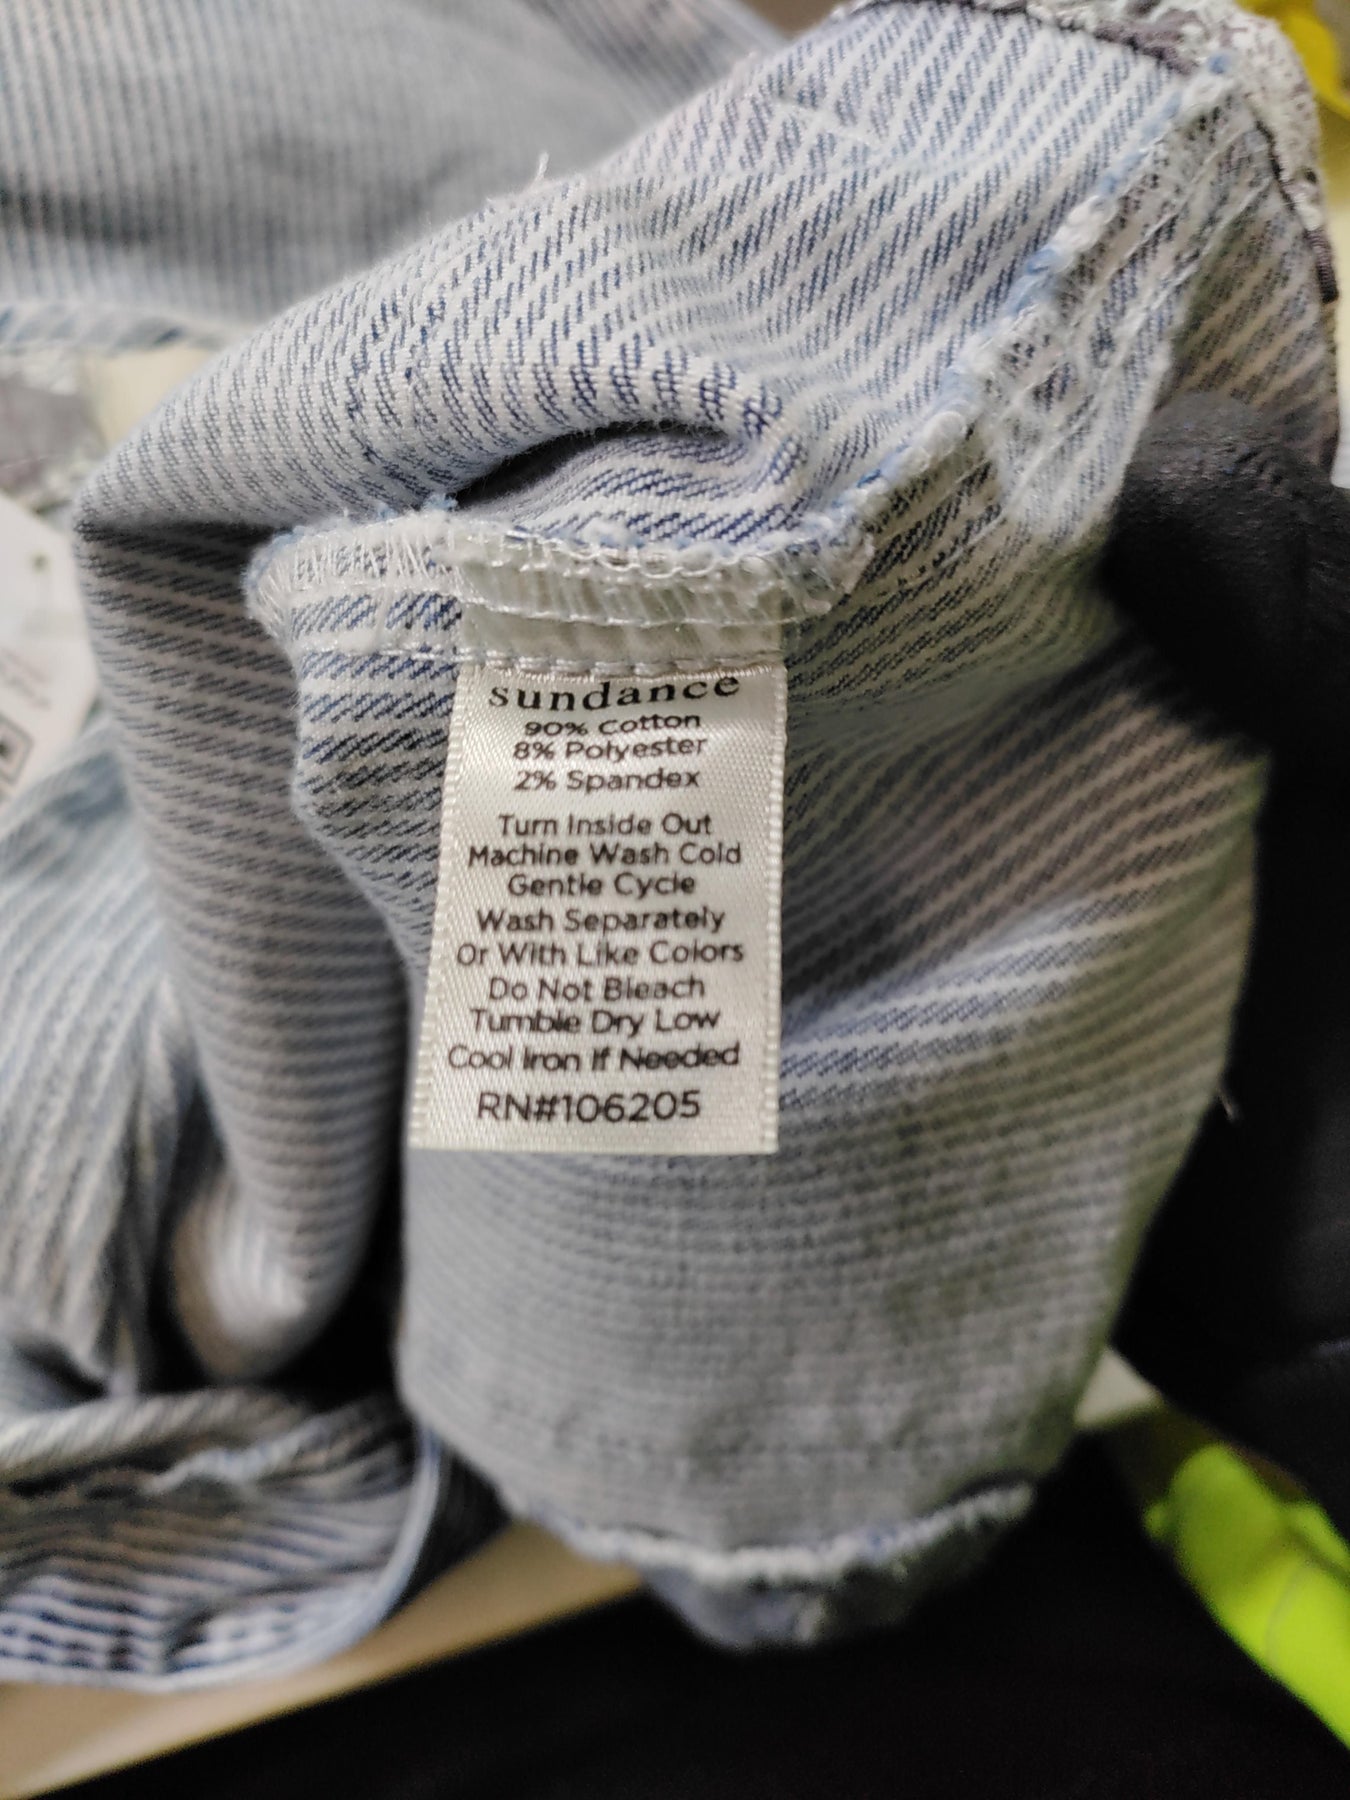 sundance
90% Cotton
8% Polyester
2% Spandex
Turn Inside Out
Machine Wash Cold
Gentle Cycle
Wash Separately
Or With Like Colors
Do Not Bleach
Tumble Dry Low
Cool Iron If Needed
RN#106205